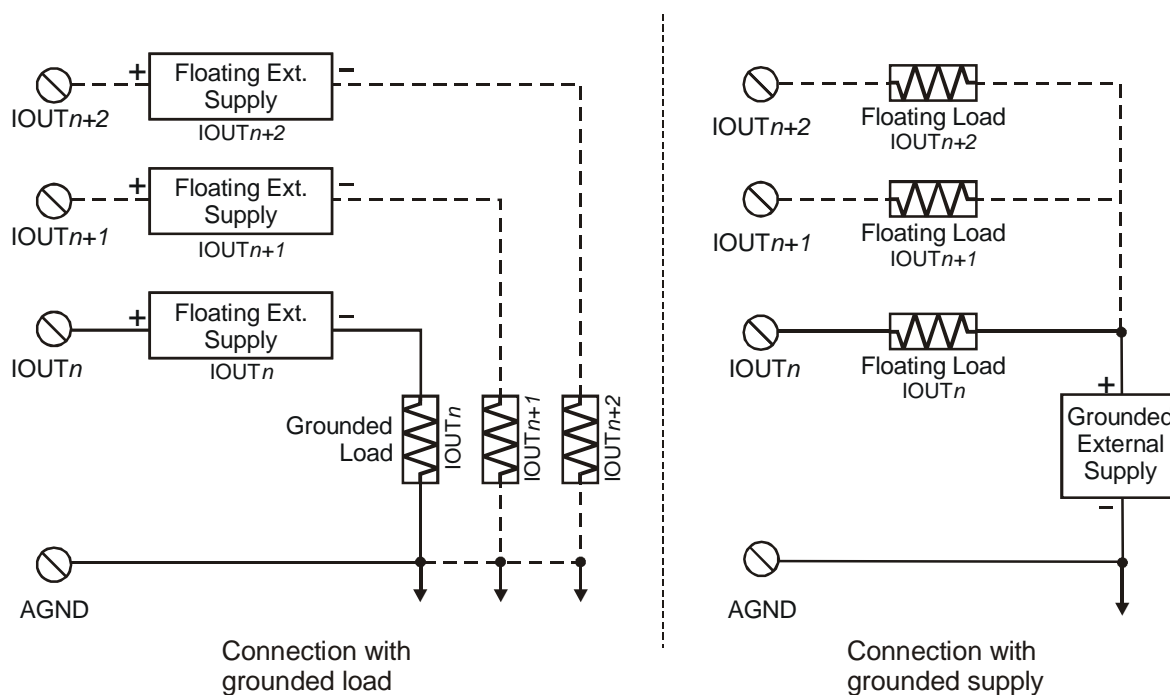 +
Floating Ext.
Supply
−
IOUTn+2
IOUTn+2
+
Floating Ext.
Supply
−
IOUTn+1
IOUTn+1
+
Floating Ext.
Supply
−
IOUTn
IOUTn
Grounded
Load
IOUTn
IOUTn+1
IOUTn+2
AGND
Connection with
grounded load
IOUTn+2
Floating Load
IOUTn+2
IOUTn+1
Floating Load
IOUTn+1
IOUTn
Floating Load
IOUTn
+
Grounded
External
Supply
−
AGND
Connection with
grounded supply